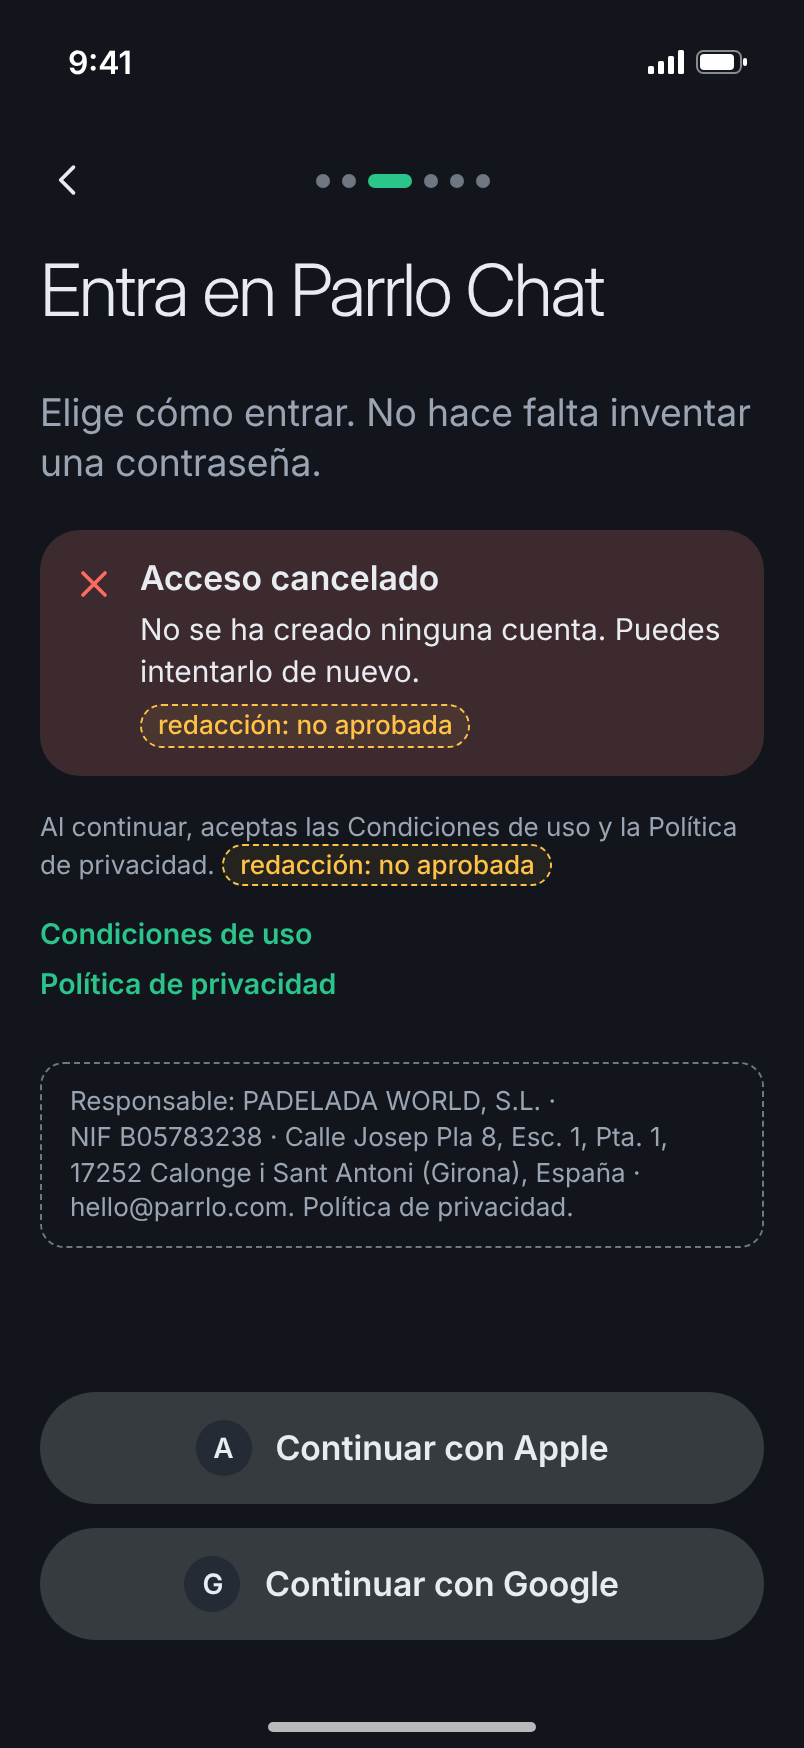 9:41
Entra en Parrlo Chat
Elige cómo entrar. No hace falta inventar
una contraseña.
Acceso cancelado
No se ha creado ninguna cuenta. Puedes
intentarlo de nuevo.
redacción: no aprobada
Al continuar, aceptas las Condiciones de uso y la Política
de privacidad. redacción: no aprobada
Condiciones de uso
Política de privacidad
Responsable: PADELADA WORLD, S.L. ·
NIF B05783238 · Calle Josep Pla 8, Esc. 1, Pta. 1,
17252 Calonge i Sant Antoni (Girona), España ·
hello@parrlo.com. Política de privacidad.
A Continuar con Apple
G Continuar con Google